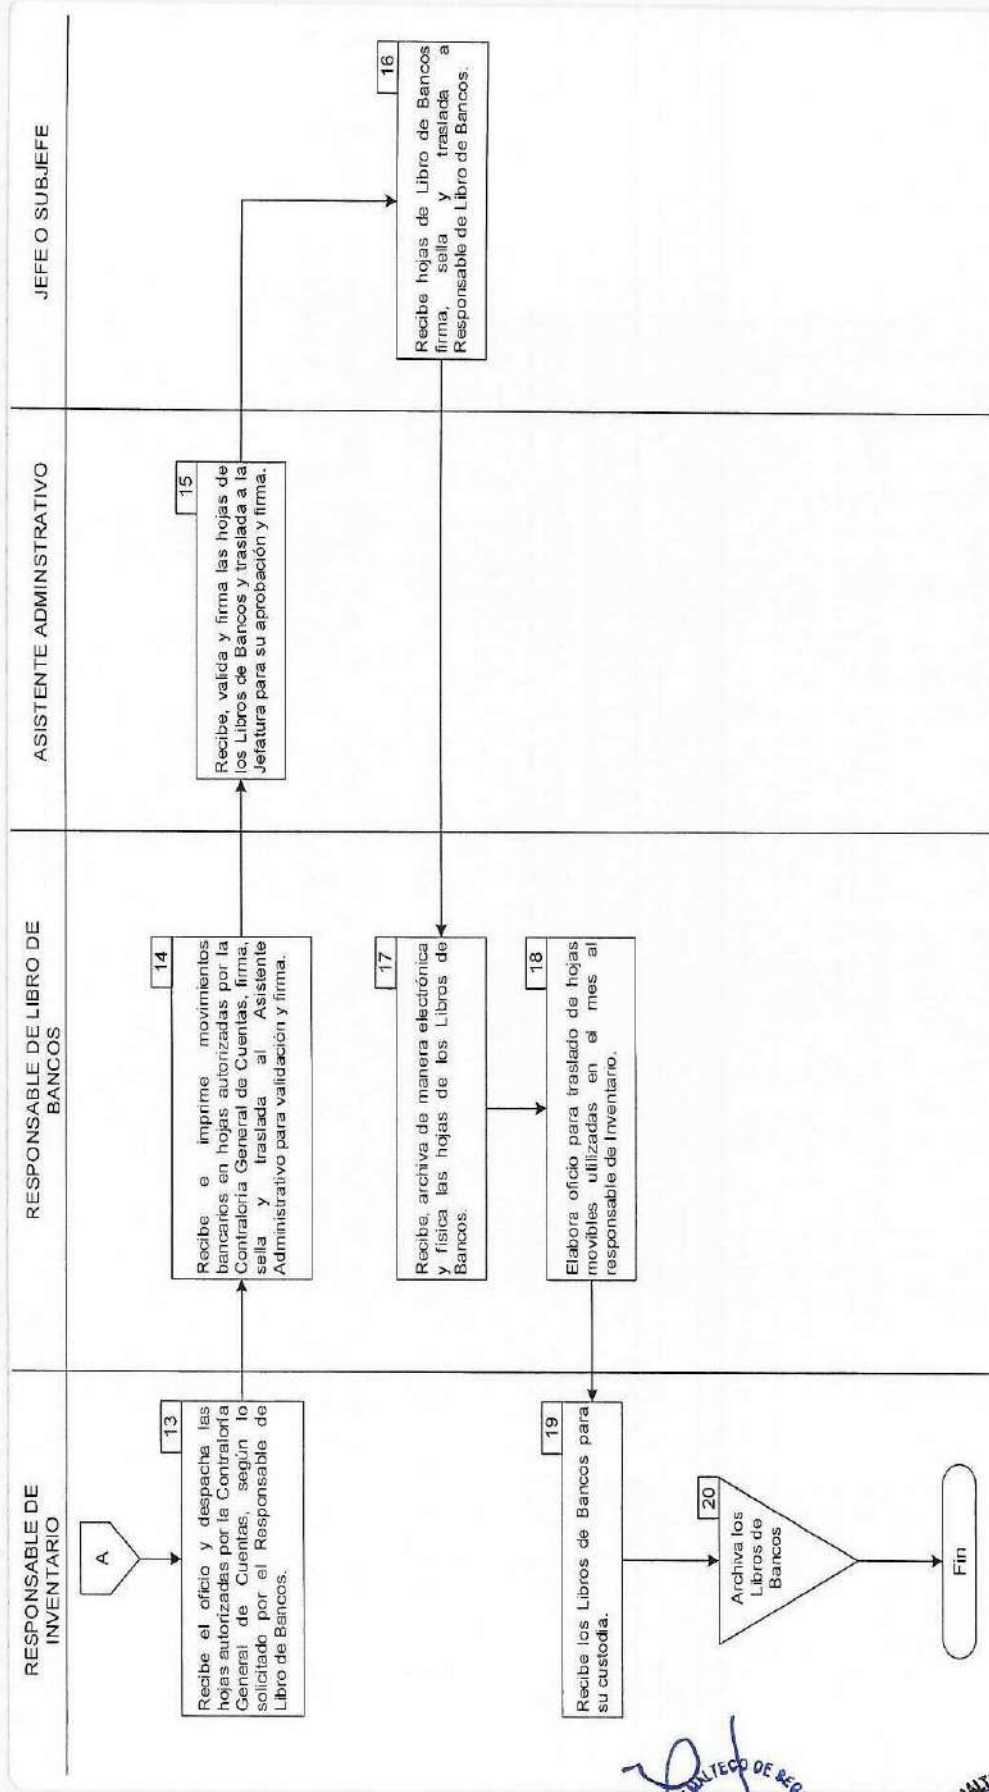 RESPONSABLE DE
INVENTARIO
RESPONSABLE DE LIBRO DE
BANCOS
ASISTENTE ADMINSTRATIVO
JEFE O SUBJEFE
A
13
Recibe el oficio y despacha las
hojas autorizadas por la Contraloría
General de Cuentas, según lo
solicitado por el Responsable de
Libro de Bancos.
14
Recibe e imprime movimientos
bancarios en hojas autorizadas por la
Contraloría General de Cuentas, firma,
sella y traslada al Asistente
Administrativo para validación y firma.
15
Recibe, valida y firma las hojas de
los Libros de Bancos y traslada a la
Jefatura para su aprobación y firma.
16
Recibe hojas de Libro de Bancos
firma, sella y traslada a
Responsable de Libro de Bancos.
17
Recibe, archiva de manera electrónica
y física las hojas de los Libros de
Bancos.
18
Elabora oficio para traslado de hojas
movibles utilizadas en el mes al
responsable de Inventario.
19
Recibe los Libros de Bancos para
su custodia.
20
Archiva los
Libros de
Bancos
Fin